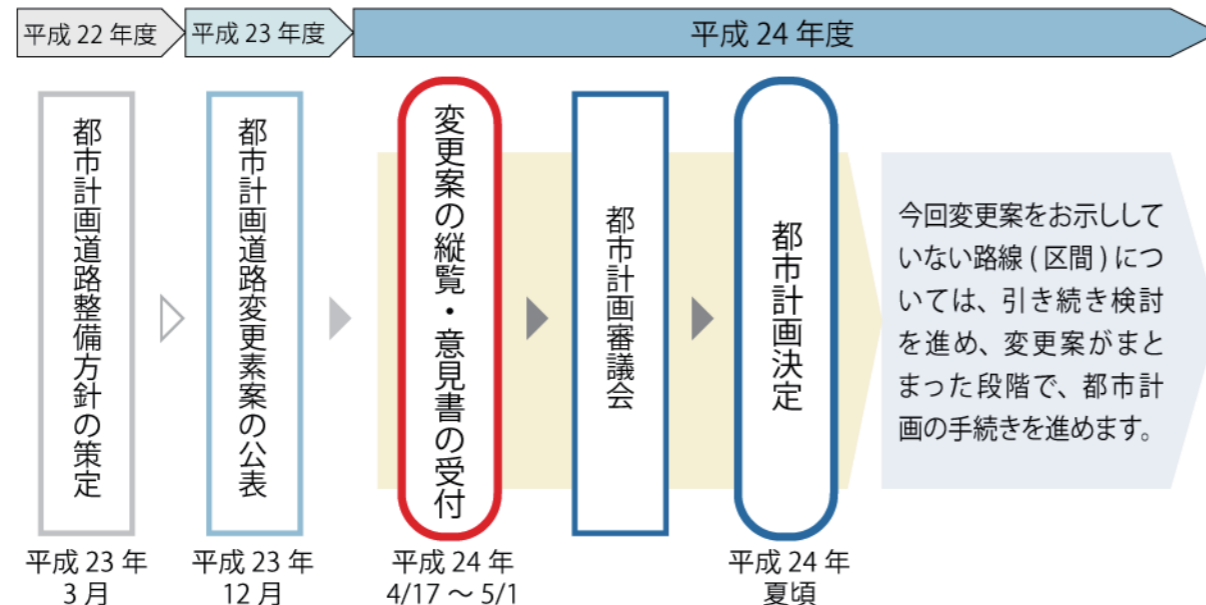 平成 22 年度
平成 23 年度
平成 24 年度
都市計画道路整備方針の策定
都市計画道路変更素案の公表
変更案の縦覧・意見書の受付
都市計画審議会
都市計画決定
今回変更案をお示しして
いない路線 ( 区間 ) につ
いては、引き続き検討
を進め、変更案がまと
まった段階で、都市計
画の手続きを進めます。
平成 23 年
3 月
平成 23 年
12 月
平成 24 年
4/17 ～ 5/1
平成 24 年
夏頃